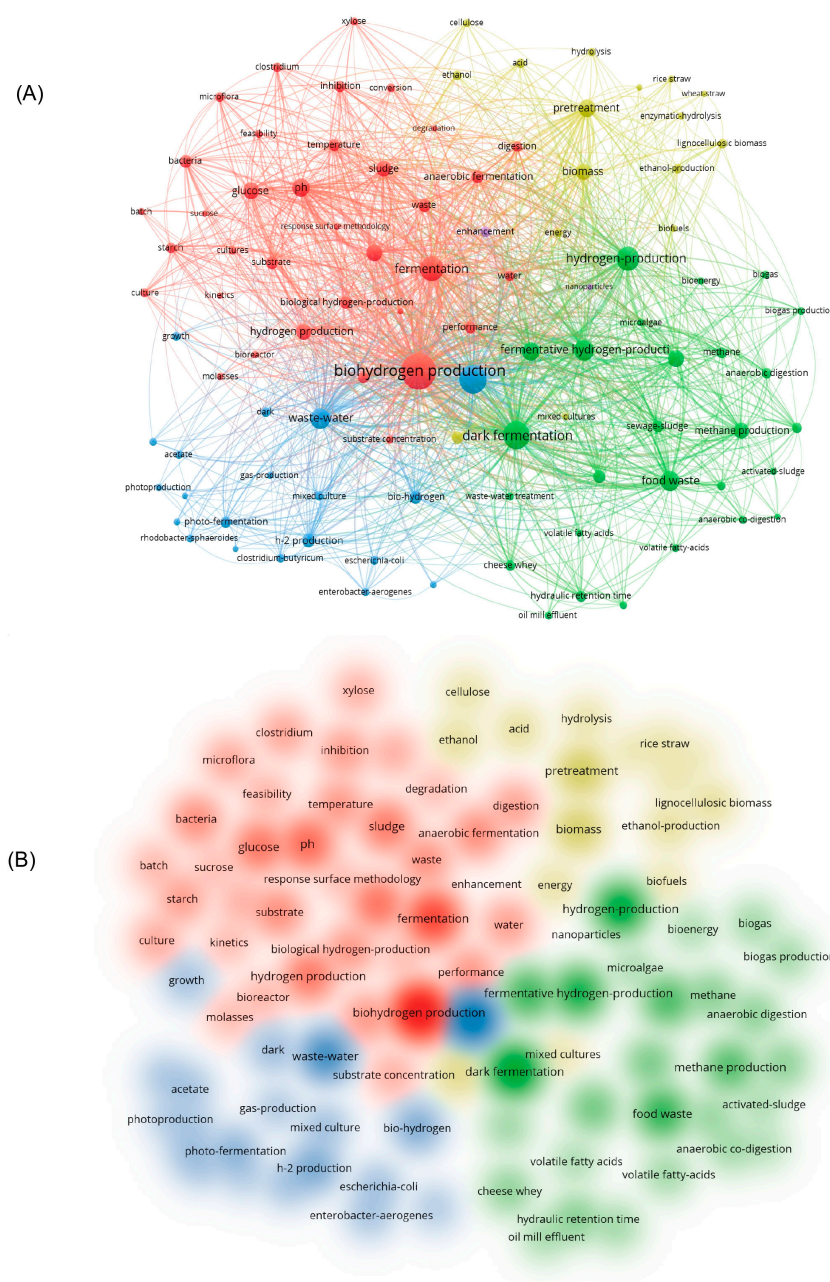 (A)
xylose
cellulose
hydrolysis
clostridium
acid
ethanol
rice straw
inhibition
conversion
wheat-straw
microflora
pretreatment
enzymatic-hydrolysis
degradation
feasibility
temperature
digestion
lignocellulosic biomass
bacteria
sludge
anaerobic fermentation
biomass
ethanol-production
glucose
ph
waste
batch
sucrose
response surface methodology
enhancement
energy
biofuels
starch
cultures
substrate
fermentation
water
hydrogen-production
bioenergy
biogas
culture
kinetics
biological hydrogen-production
nanoparticles
biogas productio
growth
hydrogen production
performance
microalgae
bioreactor
fermentative hydrogen-producti
methane
molasses
biohydrogen production
anaerobic digestion
dark
waste-water
substrate concentration
dark fermentation
mixed cultures
sewage-sludge
methane production
acetate
gas-production
activated-sludge
photoproduction
mixed culture
bio-hydrogen
waste-water treatment
food waste
photo-fermentation
volatile fatty acids
anaerobic co-digestion
rhodobacter-sphaeroides
h-2 production
volatile fatty-acids
clostridium-butyricum
escherichia-coli
cheese whey
enterobacter-aerogenes
hydraulic retention time
oil mill effluent
(B)
xylose
cellulose
hydrolysis
clostridium
acid
ethanol
rice straw
inhibition
microflora
pretreatment
degradation
feasibility
temperature
digestion
lignocellulosic biomass
bacteria
sludge
anaerobic fermentation
biomass
ethanol-production
glucose
ph
waste
batch
sucrose
response surface methodology
enhancement
energy
biofuels
starch
substrate
fermentation
water
hydrogen-production
bioenergy
biogas
culture
kinetics
biological hydrogen-production
nanoparticles
biogas production
growth
hydrogen production
performance
microalgae
bioreactor
fermentative hydrogen-production
methane
molasses
biohydrogen production
anaerobic digestion
dark
waste-water
mixed cultures
substrate concentration
dark fermentation
methane production
acetate
gas-production
activated-sludge
photoproduction
mixed culture
bio-hydrogen
food waste
photo-fermentation
anaerobic co-digestion
h-2 production
volatile fatty acids
volatile fatty-acids
escherichia-coli
cheese whey
enterobacter-aerogenes
hydraulic retention time
oil mill effluent